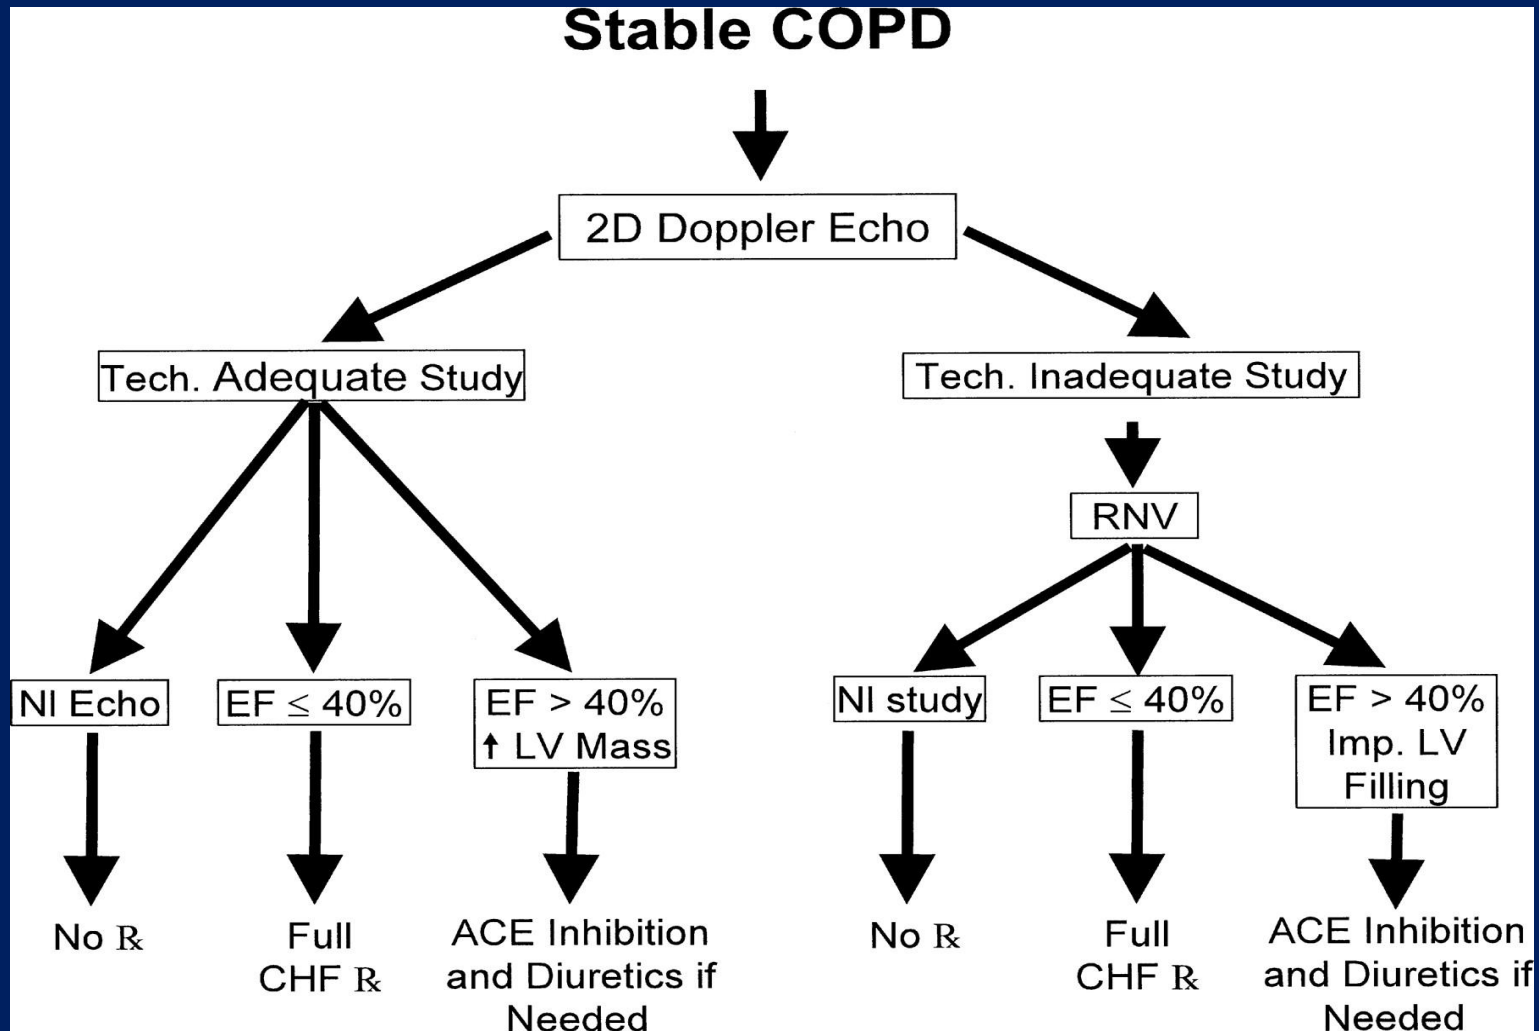 Stable COPD
2D Doppler Echo
Tech. Adequate Study
Tech. Inadequate Study
RNV
Nl Echo
EF ≤ 40%
EF > 40%
↑ LV Mass
Nl study
EF ≤ 40%
EF > 40%
Imp. LV
Filling
No ℞
Full
CHF ℞
ACE Inhibition
and Diuretics if
Needed
No ℞
Full
CHF ℞
ACE Inhibition
and Diuretics if
Needed